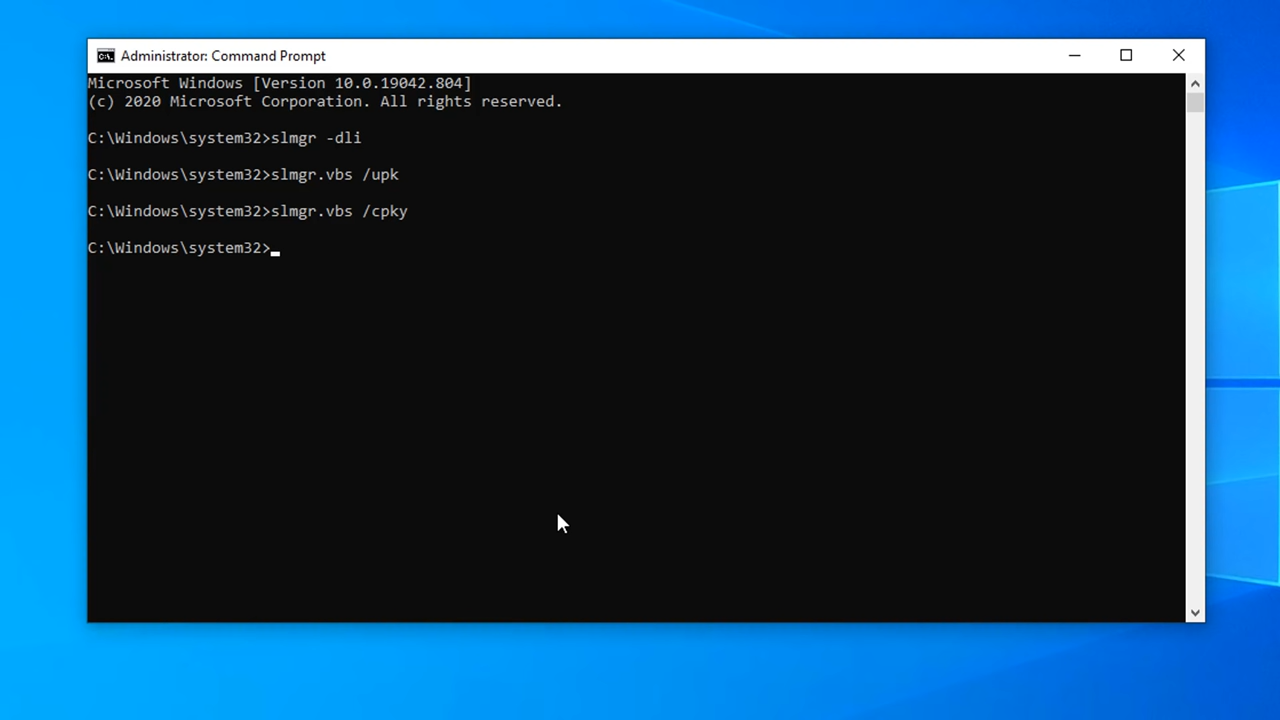 Administrator: Command Prompt
Microsoft Windows [Version 10.0.19042.804]
(c) 2020 Microsoft Corporation. All rights reserved.
C:\Windows\system32>slmgr -dli
C:\Windows\system32>slmgr.vbs /upk
C:\Windows\system32>slmgr.vbs /cpky
C:\Windows\system32>